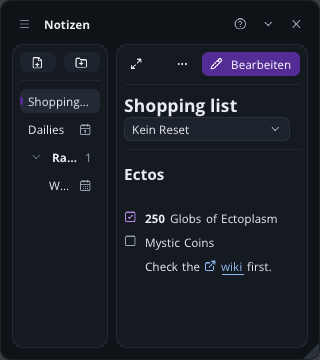 Notizen
Bearbeiten
Shopping...
Dailies
Ra... 1
W...
Shopping list
Kein Reset
Ectos
250 Globs of Ectoplasm
Mystic Coins
Check the wiki first.